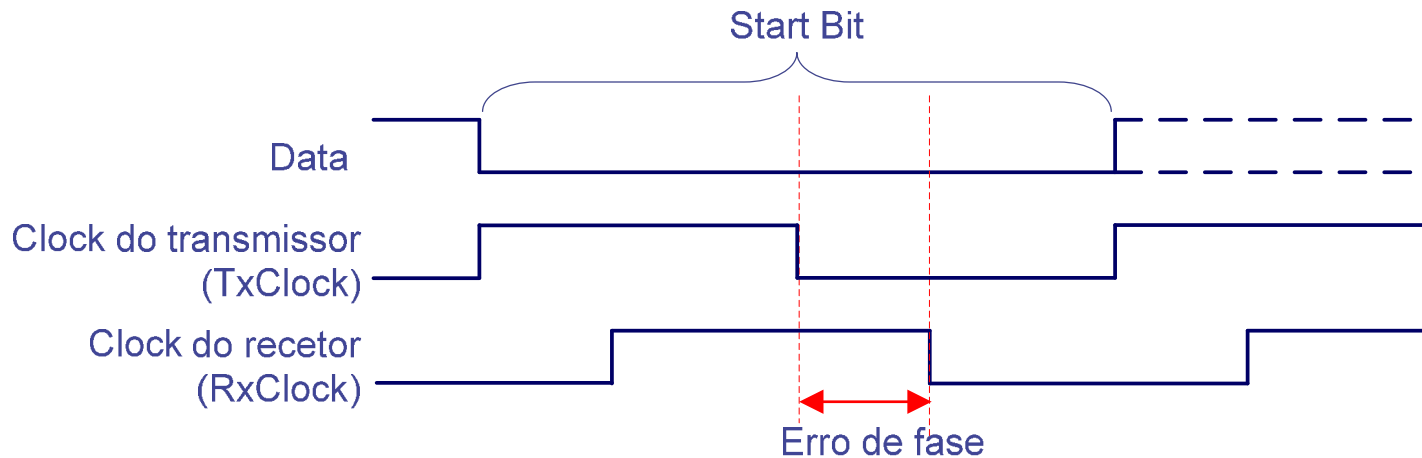 Start Bit
Data
Clock do transmissor
(TxClock)
Clock do recetor
(RxClock)
Erro de fase